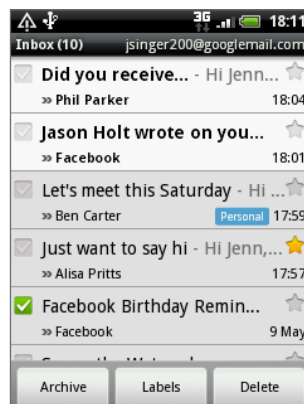 3G 18:11
Inbox (10) jsinger200@googlemail.com
Did you receive... - Hi Jenn...
» Phil Parker 18:04
Jason Holt wrote on you...
» Facebook 18:01
Let's meet this Saturday - Hi ...
» Ben Carter Personal 17:59
Just want to say hi - Hi Jenn,...
» Alisa Pritts 17:57
Facebook Birthday Remin...
» Facebook 9 May
Archive Labels Delete